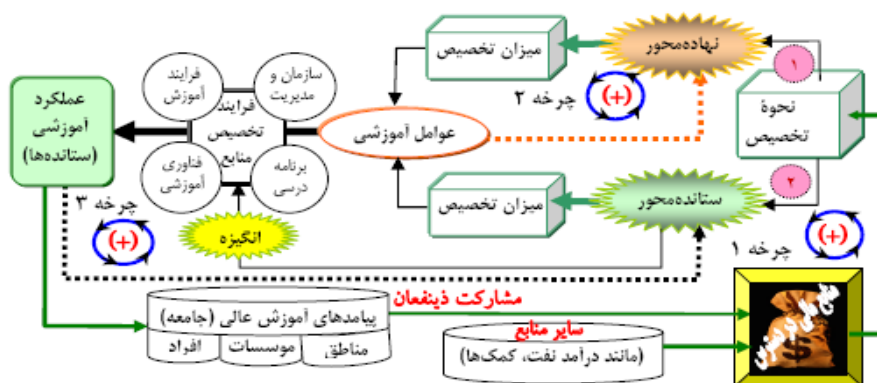 نهاده‌محور
۱
نحوهٔ
تخصیص
۲
ستانده‌محور
میزان تخصیص
میزان تخصیص
چرخه ۲
(+)
عوامل آموزشی
سازمان و
مدیریت
فرایند
آموزش
فرایند
تخصیص
منابع
برنامه
درسی
فناوری
آموزشی
انگیزه
عملکرد
آموزشی
(ستانده‌ها)
چرخه ۳
(+)
چرخه ۱
(+)
مشارکت ذینفعان
پیامدهای آموزش عالی (جامعه)
مناطق
موسسات
افراد
سایر منابع
(مانند درآمد نفت، کمک‌ها)
$